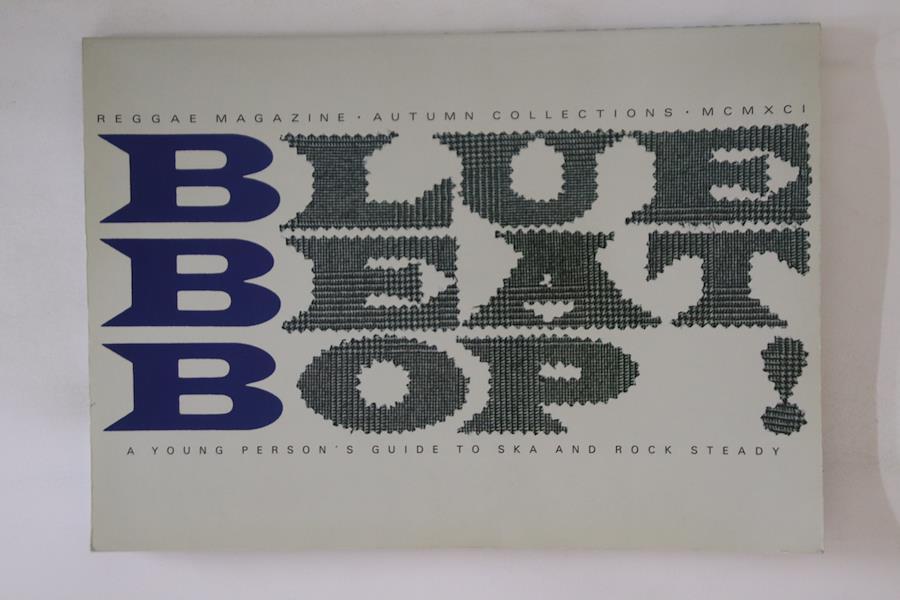 REGGAE MAGAZINE · AUTUMN COLLECTIONS · MCMXCI
BLUE
BEAT
BOP!
A YOUNG PERSON'S GUIDE TO SKA AND ROCK STEADY